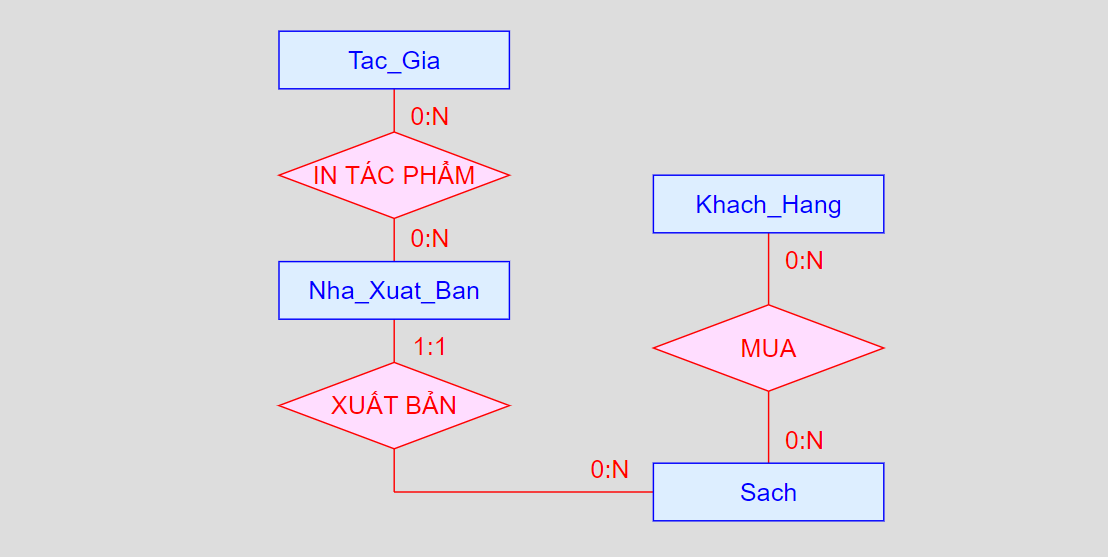 Tac_Gia
0:N
IN TÁC PHẨM
0:N
Nha_Xuat_Ban
1:1
XUẤT BẢN
0:N
Khach_Hang
0:N
MUA
0:N
Sach